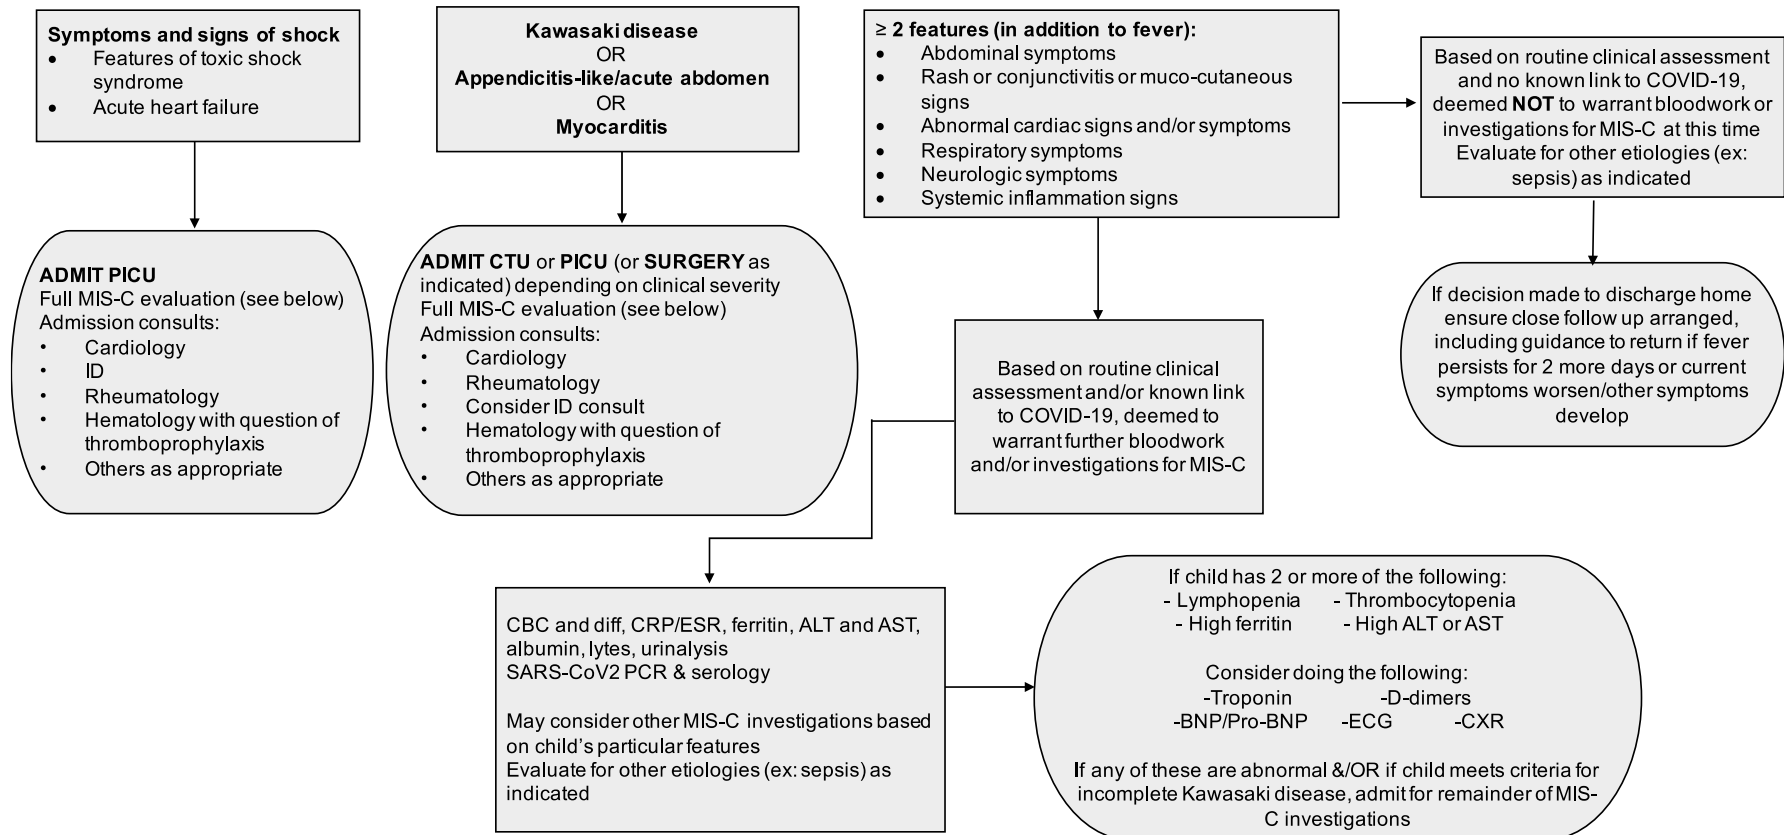 Symptoms and signs of shock
• Features of toxic shock
syndrome
• Acute heart failure
ADMIT PICU
Full MIS-C evaluation (see below)
Admission consults:
• Cardiology
• ID
• Rheumatology
• Hematology with question of
thromboprophylaxis
• Others as appropriate
Kawasaki disease
OR
Appendicitis-like/acute abdomen
OR
Myocarditis
ADMIT CTU or PICU (or SURGERY as
indicated) depending on clinical severity
Full MIS-C evaluation (see below)
Admission consults:
• Cardiology
• Rheumatology
• Consider ID consult
• Hematology with question of
thromboprophylaxis
• Others as appropriate
≥ 2 features (in addition to fever):
• Abdominal symptoms
• Rash or conjunctivitis or muco-cutaneous
signs
• Abnormal cardiac signs and/or symptoms
• Respiratory symptoms
• Neurologic symptoms
• Systemic inflammation signs
Based on routine clinical assessment
and no known link to COVID-19,
deemed NOT to warrant bloodwork or
investigations for MIS-C at this time
Evaluate for other etiologies (ex:
sepsis) as indicated
If decision made to discharge home
ensure close follow up arranged,
including guidance to return if fever
persists for 2 more days or current
symptoms worsen/other symptoms
develop
Based on routine clinical
assessment and/or known link
to COVID-19, deemed to
warrant further bloodwork
and/or investigations for MIS-C
CBC and diff, CRP/ESR, ferritin, ALT and AST,
albumin, lytes, urinalysis
SARS-CoV2 PCR & serology
May consider other MIS-C investigations based
on child's particular features
Evaluate for other etiologies (ex: sepsis) as
indicated
If child has 2 or more of the following:
- Lymphopenia - Thrombocytopenia
- High ferritin - High ALT or AST
Consider doing the following:
-Troponin -D-dimers
-BNP/Pro-BNP -ECG -CXR
If any of these are abnormal &/OR if child meets criteria for
incomplete Kawasaki disease, admit for remainder of MIS-
C investigations